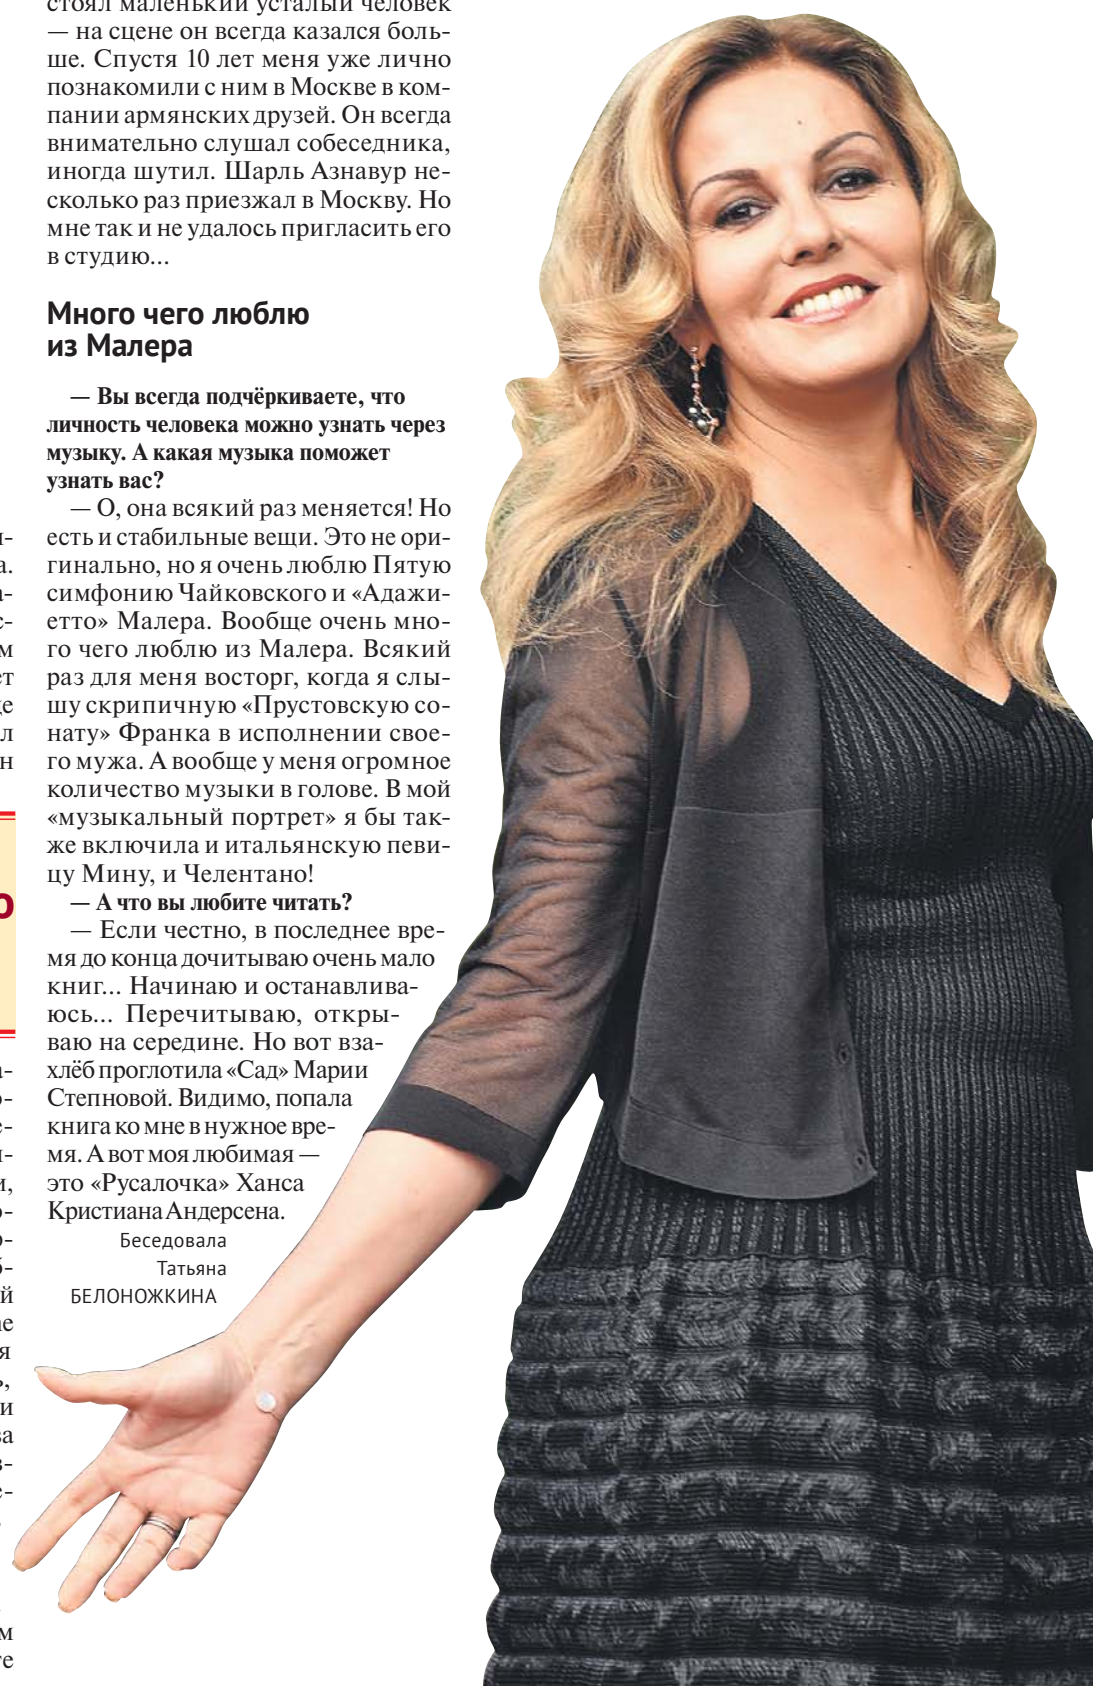 стоял маленький усталый человек
— на сцене он всегда казался боль-
ше. Спустя 10 лет меня уже лично
познакомили с ним в Москве в ком-
пании армянских друзей. Он всегда
внимательно слушал собеседника,
иногда шутил. Шарль Азнавур не-
сколько раз приезжал в Москву. Но
мне так и не удалось пригласить его
в студию...
Много чего люблю
из Малера
— Вы всегда подчёркиваете, что
личность человека можно узнать через
музыку. А какая музыка поможет
узнать вас?
— О, она всякий раз меняется! Но
есть и стабильные вещи. Это не ори-
гинально, но я очень люблю Пятую
симфонию Чайковского и «Адажи-
етто» Малера. Вообще очень мно-
го чего люблю из Малера. Всякий
раз для меня восторг, когда я слы-
шу скрипичную «Прустовскую со-
нату» Франка в исполнении свое-
го мужа. А вообще у меня огромное
количество музыки в голове. В мой
«музыкальный портрет» я бы так-
же включила и итальянскую певи-
цу Мину, и Челентано!
— А что вы любите читать?
— Если честно, в последнее вре-
мя до конца дочитываю очень мало
книг... Начинаю и останавлива-
юсь... Перечитываю, откры-
ваю на середине. Но вот вза-
хлёб проглотила «Сад» Марии
Степновой. Видимо, попала
книга ко мне в нужное вре-
мя. А вот моя любимая —
это «Русалочка» Ханса
Кристиана Андерсена.
Беседовала
Татьяна
БЕЛОНОЖКИНА